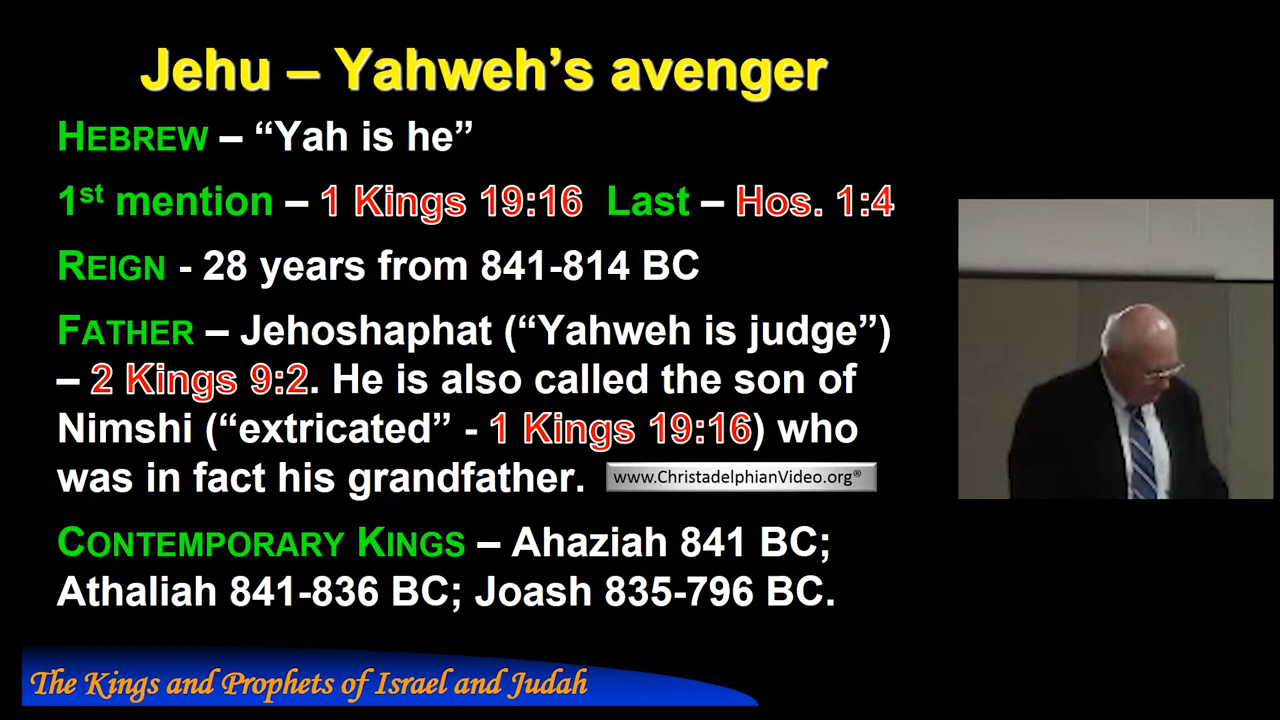 Jehu – Yahweh’s avenger
HEBREW – “Yah is he”
1st mention – 1 Kings 19:16 Last – Hos. 1:4
REIGN - 28 years from 841-814 BC
FATHER – Jehoshaphat (“Yahweh is judge”)
– 2 Kings 9:2. He is also called the son of
Nimshi (“extricated” - 1 Kings 19:16) who
was in fact his grandfather.
www.ChristadelphianVideo.org®
CONTEMPORARY KINGS – Ahaziah 841 BC;
Athaliah 841-836 BC; Joash 835-796 BC.
The Kings and Prophets of Israel and Judah